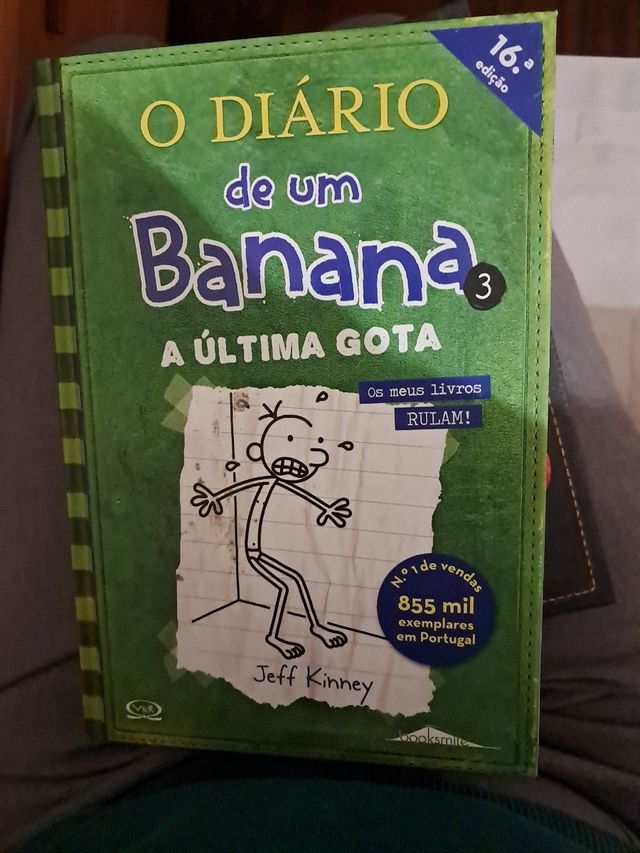 16.ª
edição
O DIÁRIO
de um
Banana
3
A ÚLTIMA GOTA
Os meus livros
RULAM!
N.º 1 de vendas
855 mil
exemplares
em Portugal
Jeff Kinney
V&R
booksmile